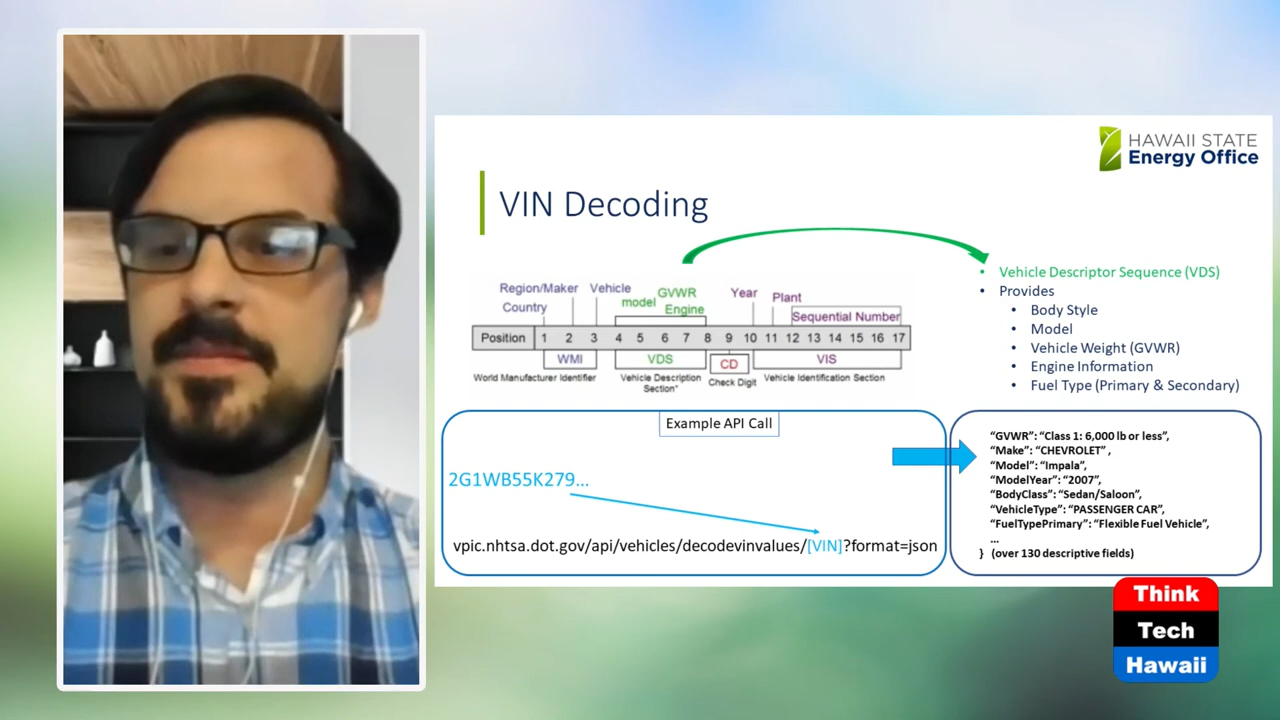 HAWAII STATE
Energy Office
VIN Decoding
Region/Maker
Vehicle
Country
model
GVWR
Engine
Year
Plant
Sequential Number
Position 1 2 3 4 5 6 7 8 9 10 11 12 13 14 15 16 17
WMI
VDS
CD
VIS
World Manufacturer Identifier
Vehicle Description
Section*
Check Digit
Vehicle Identification Section
• Vehicle Descriptor Sequence (VDS)
• Provides
• Body Style
• Model
• Vehicle Weight (GVWR)
• Engine Information
• Fuel Type (Primary & Secondary)
Example API Call
2G1WB55K279...
vpic.nhtsa.dot.gov/api/vehicles/decodevinvalues/[VIN]?format=json
“GVWR”: “Class 1: 6,000 lb or less”,
“Make”: “CHEVROLET” ,
“Model”: “Impala”,
“ModelYear”: “2007”,
“BodyClass”: “Sedan/Saloon”,
“VehicleType”: “PASSENGER CAR”,
“FuelTypePrimary”: “Flexible Fuel Vehicle”,
...
} (over 130 descriptive fields)
Think
Tech
Hawaii